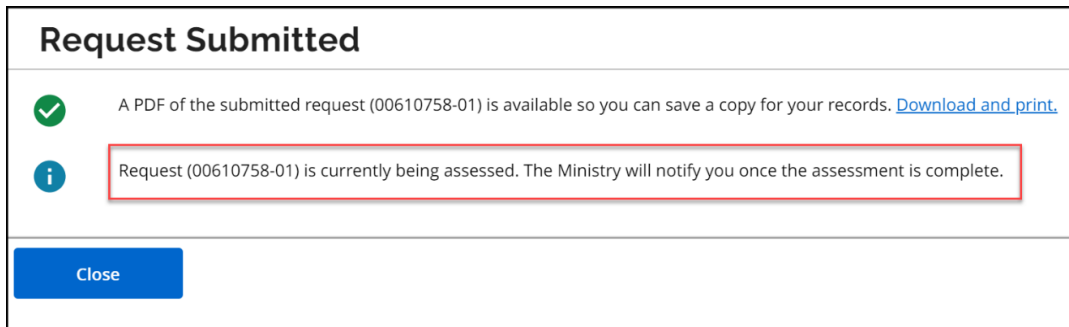 Request Submitted
A PDF of the submitted request (00610758-01) is available so you can save a copy for your records. Download and print.
Request (00610758-01) is currently being assessed. The Ministry will notify you once the assessment is complete.
Close